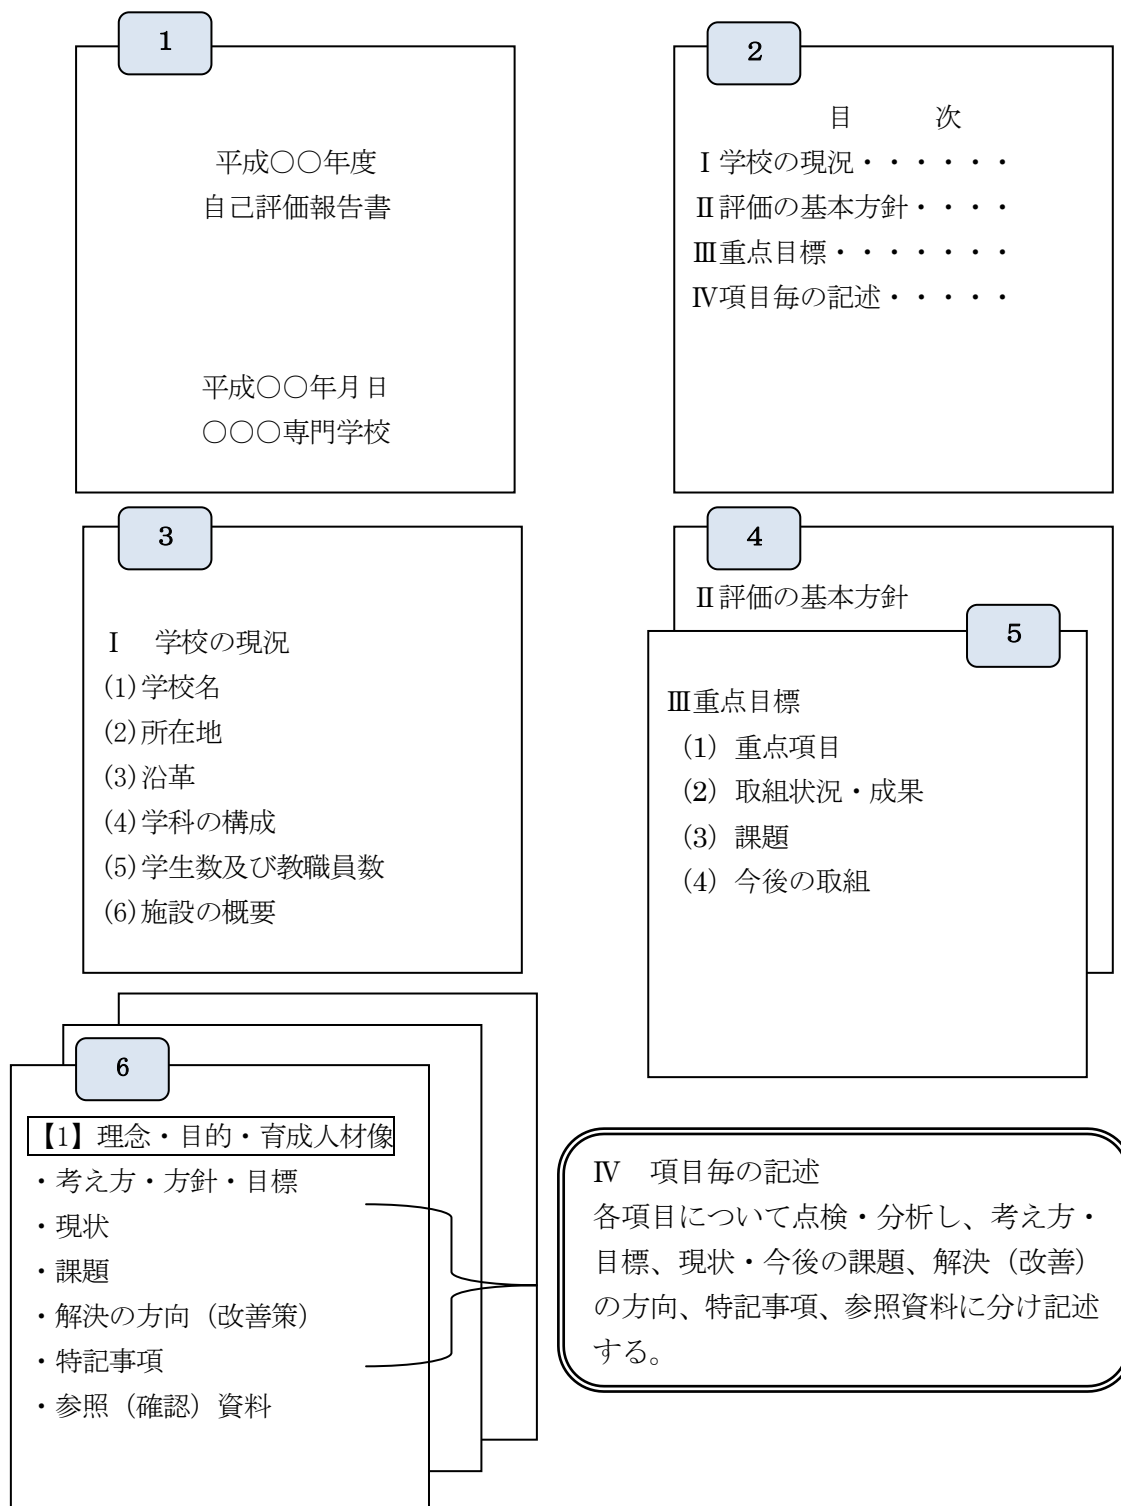 1
平成○○年度
自己評価報告書
平成○○年月日
○○○専門学校
2
目　　　次
Ⅰ学校の現況・・・・・・
Ⅱ評価の基本方針・・・・
Ⅲ重点目標・・・・・・・
Ⅳ項目毎の記述・・・・・
3
Ⅰ　学校の現況
(1)学校名
(2)所在地
(3)沿革
(4)学科の構成
(5)学生数及び教職員数
(6)施設の概要
4
Ⅱ評価の基本方針
5
Ⅲ重点目標
（1）重点項目
（2）取組状況・成果
（3）課題
（4）今後の取組
6
【1】理念・目的・育成人材像
・考え方・方針・目標
・現状
・課題
・解決の方向（改善策）
・特記事項
・参照（確認）資料
Ⅳ　項目毎の記述
各項目について点検・分析し、考え方・
目標、現状・今後の課題、解決（改善）
の方向、特記事項、参照資料に分け記述
する。